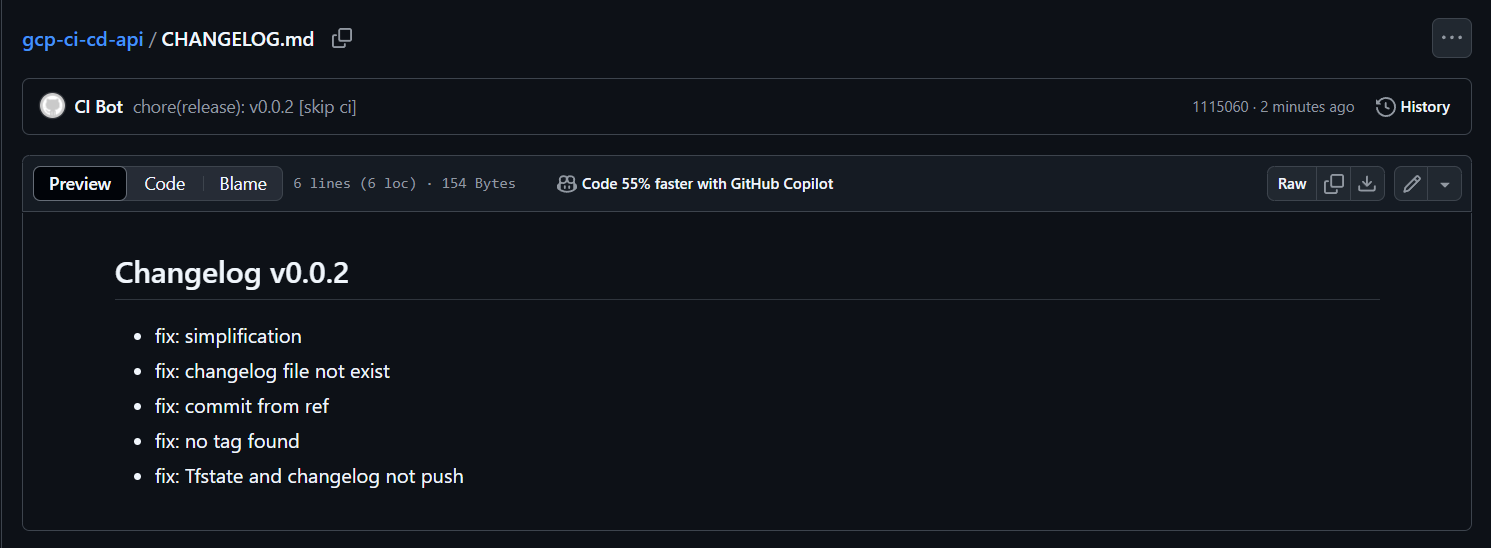 gcp-ci-cd-api / CHANGELOG.md
CI Bot chore(release): v0.0.2 [skip ci] 1115060 · 2 minutes ago History
Preview Code Blame 6 lines (6 loc) · 154 Bytes Code 55% faster with GitHub Copilot Raw
Changelog v0.0.2
• fix: simplification
• fix: changelog file not exist
• fix: commit from ref
• fix: no tag found
• fix: Tfstate and changelog not push